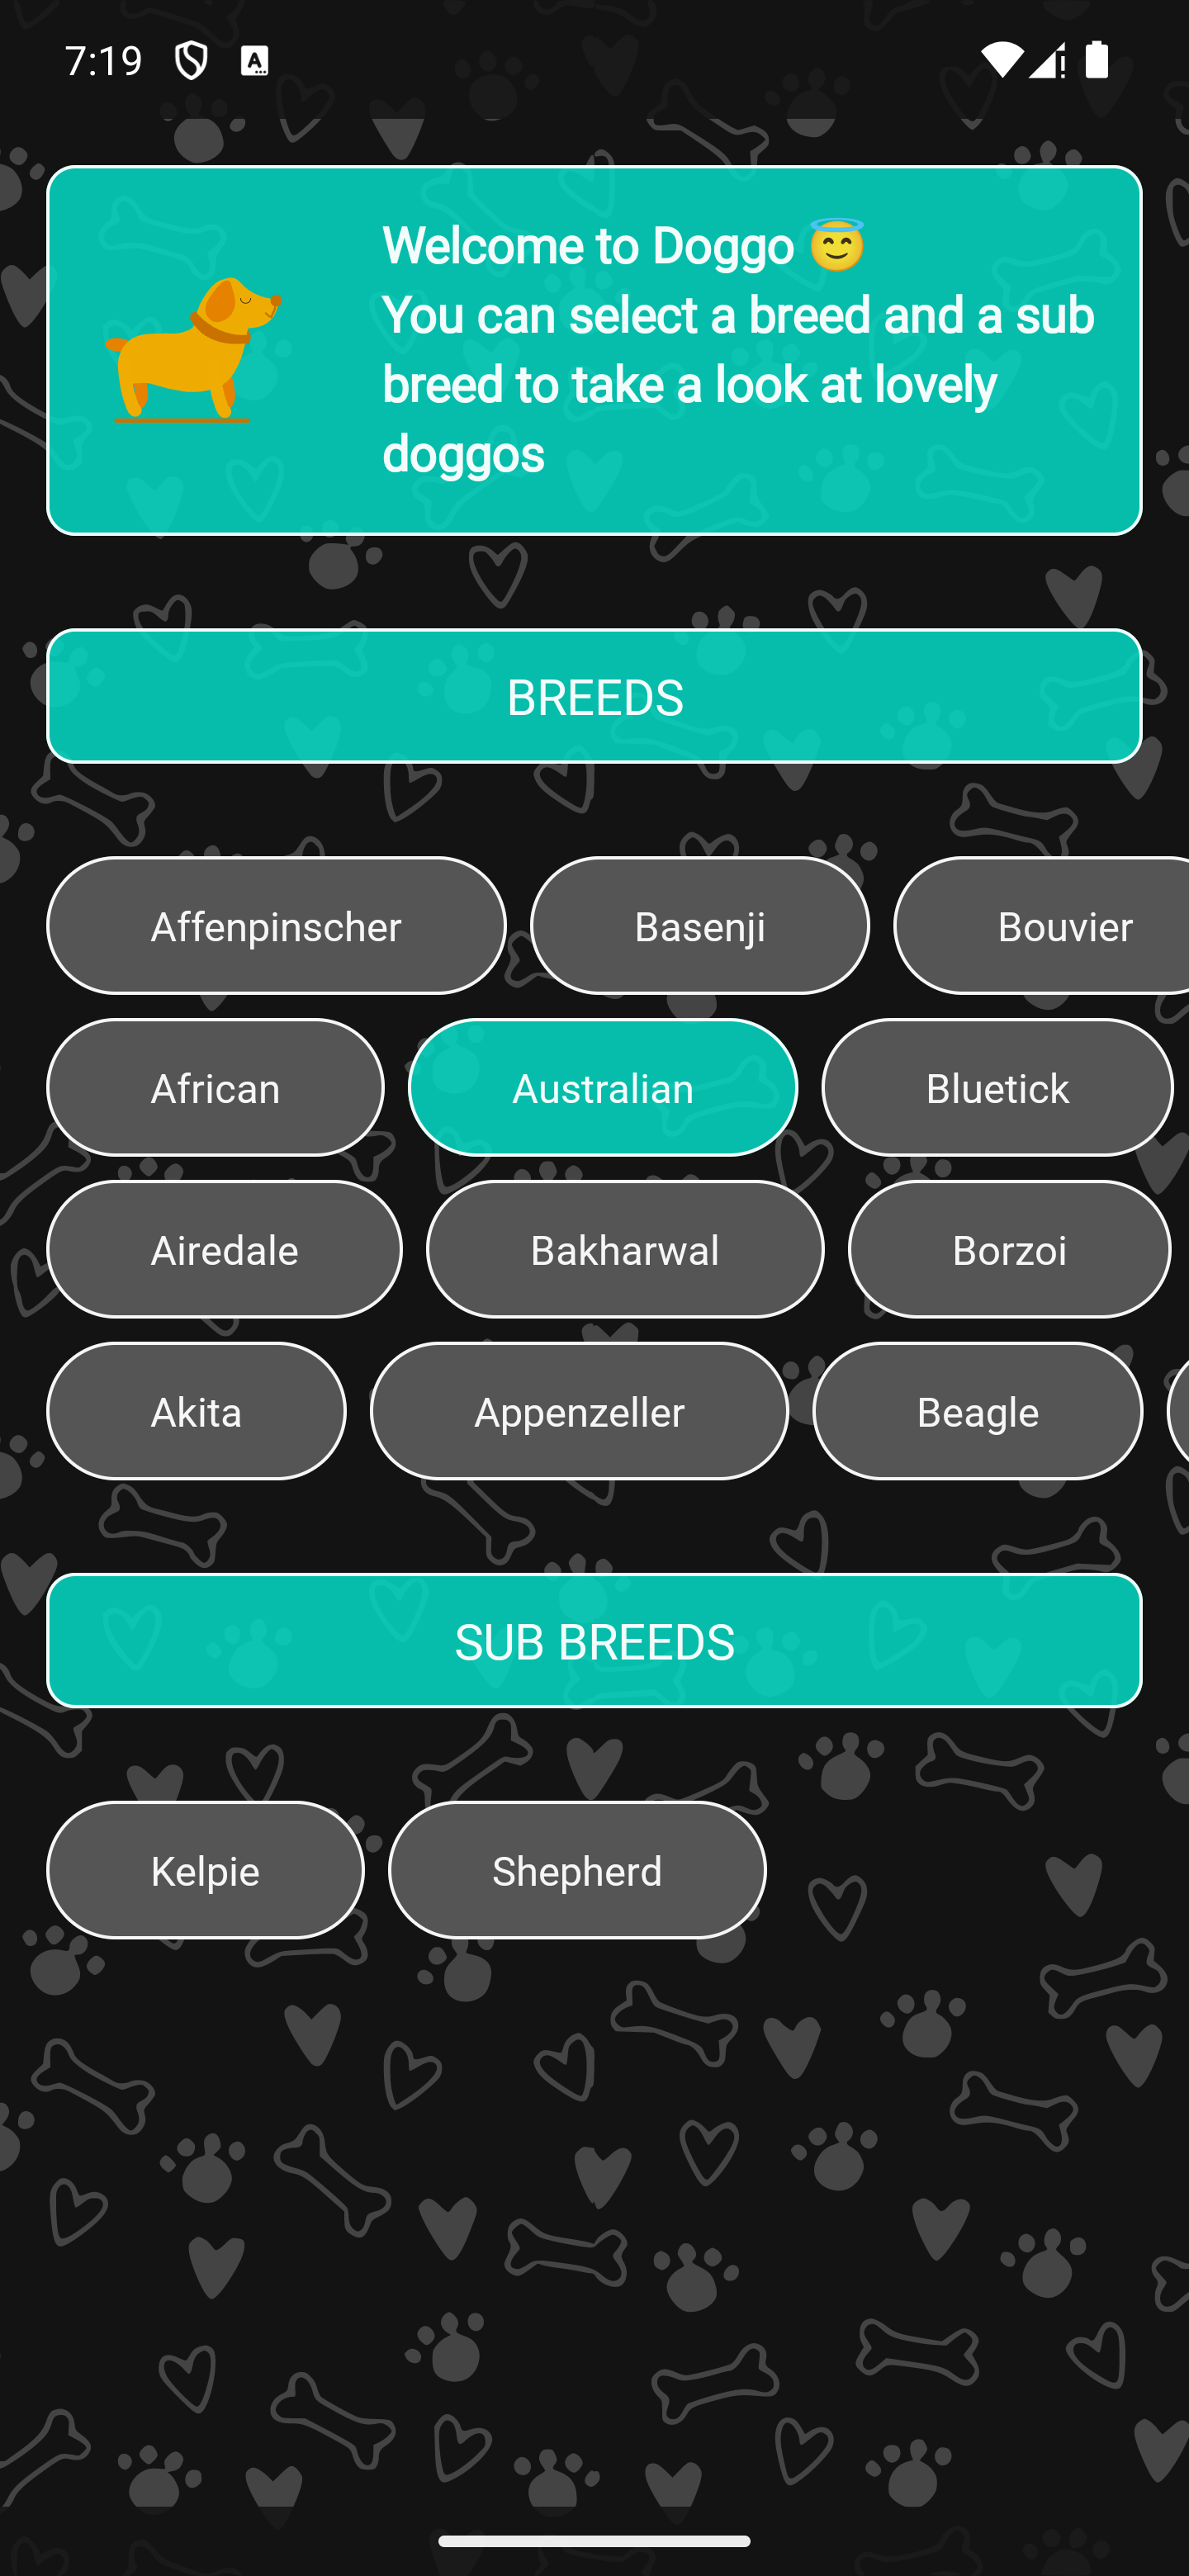 7:19
Welcome to Doggo 😇
You can select a breed and a sub
breed to take a look at lovely
doggos
BREEDS
Affenpinscher Basenji Bouvier
African Australian Bluetick
Airedale Bakharwal Borzoi
Akita Appenzeller Beagle
SUB BREEDS
Kelpie Shepherd